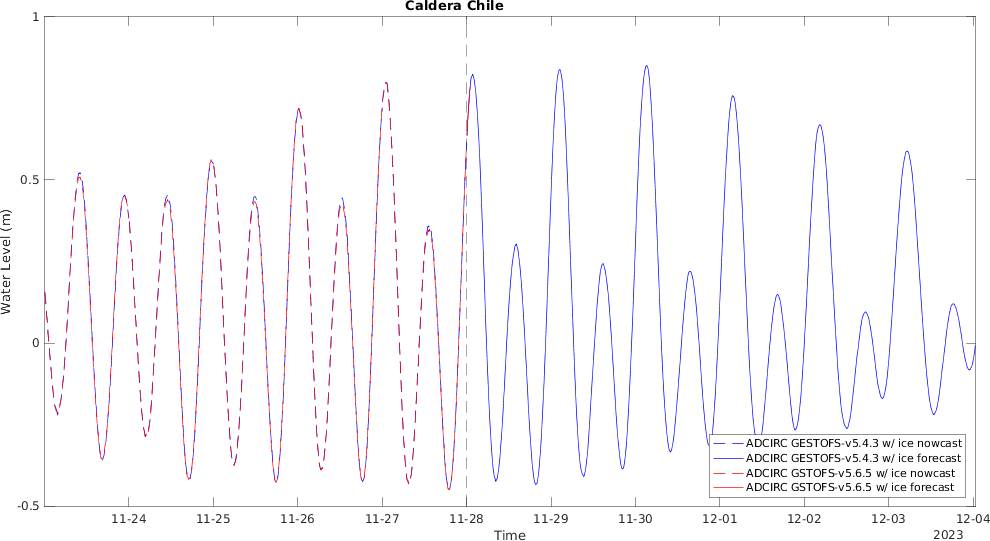 Caldera Chile
1
0.5
0
-0.5
Water Level (m)
11-24 11-25 11-26 11-27 11-28 11-29 11-30 12-01 12-02 12-03 12-04
Time
2023
ADCIRC GESTOFS-v5.4.3 w/ ice nowcast
ADCIRC GESTOFS-v5.4.3 w/ ice forecast
ADCIRC GSTOFS-v5.6.5 w/ ice nowcast
ADCIRC GSTOFS-v5.6.5 w/ ice forecast